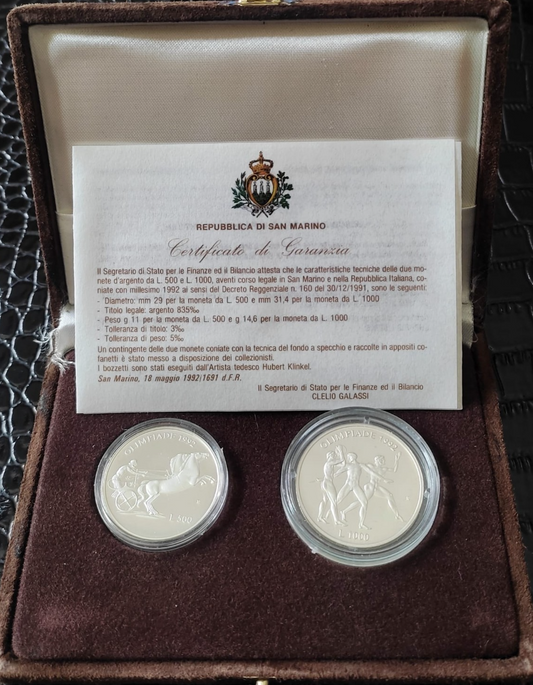 REPUBBLICA DI SAN MARINO
Certificato di Garanzia
Il Segretario di Stato per le Finanze ed il Bilancio attesta che le caratteristiche tecniche delle due mo-
nete d'argento da L. 500 e L. 1000, aventi corso legale in San Marino e nella Repubblica Italiana, co-
niate con millesimo 1992 ai sensi del Decreto Reggenziale n. 160 del 30/12/1991, sono le seguenti:
- Diametro: mm 29 per la moneta da L. 500 e mm 31,4 per la moneta da L. 1000
- Titolo legale: argento 835‰
- Peso g 11 per la moneta da L. 500 e g 14,6 per la moneta da L. 1000
- Tolleranza di titolo: 3‰
- Tolleranza di peso: 5‰
Un contingente delle due monete coniate con la tecnica del fondo a specchio e raccolte in appositi co-
fanetti è stato messo a disposizione dei collezionisti.
I bozzetti sono stati eseguiti dall'Artista tedesco Hubert Klinkel.
San Marino, 18 maggio 1992/1691 d.F.R.
Il Segretario di Stato per le Finanze ed il Bilancio
CLELIO GALASSI
OLIMPIADE 1992
L. 500
OLIMPIADE 1992
L. 1000